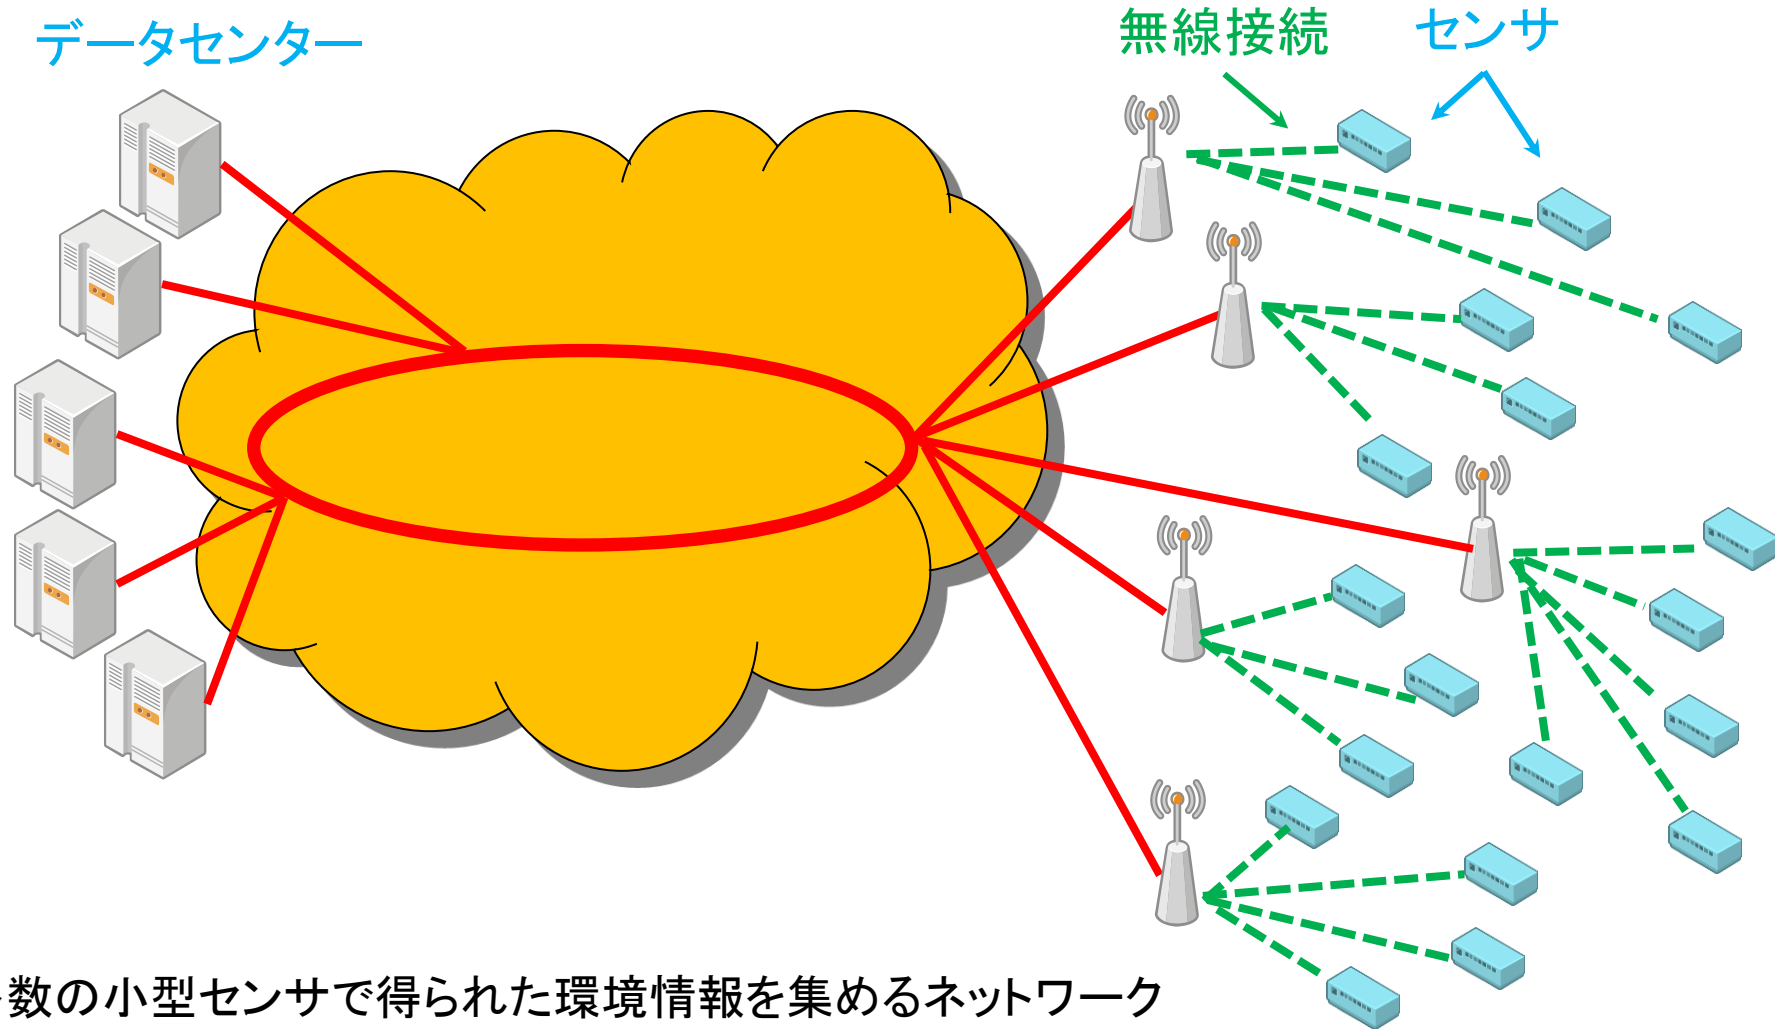 データセンター
無線接続
センサ
数の小型センサで得られた環境情報を集めるネットワーク